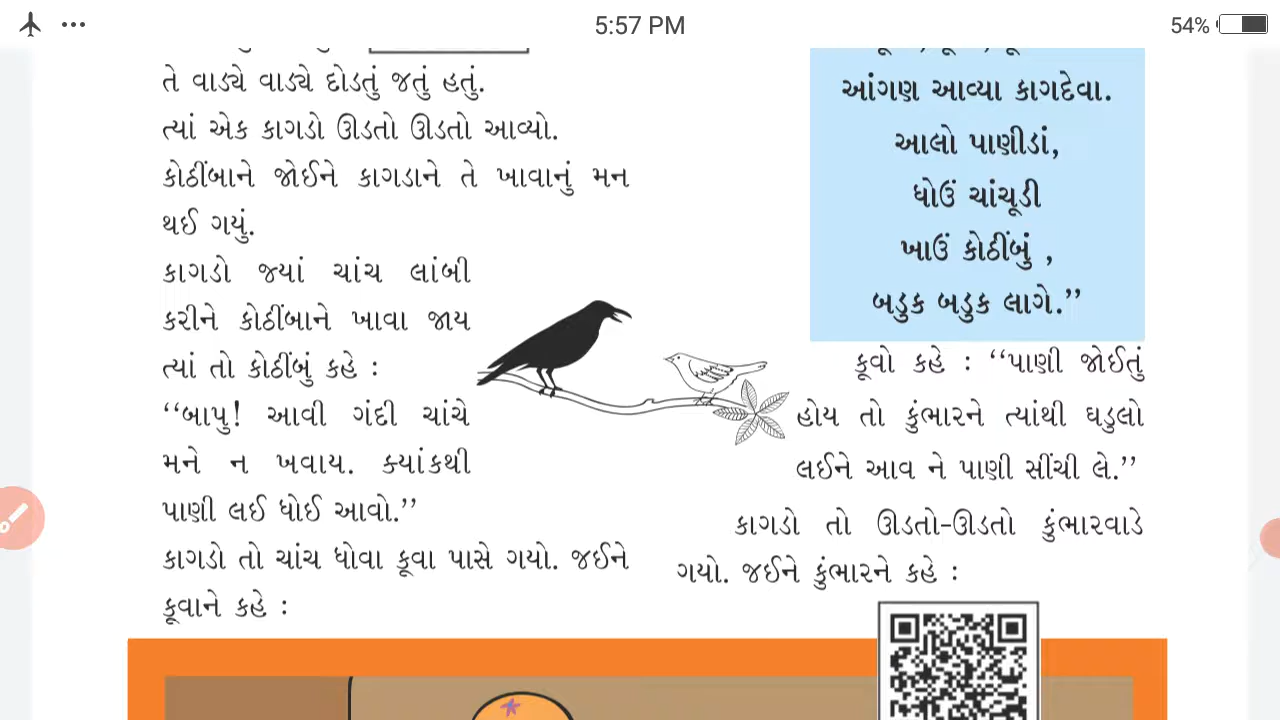 5:57 PM
54%
તે વાડ્યે વાડ્યે દોડતું જતું હતું.
ત્યાં એક કાગડો ઊડતો ઊડતો આવ્યો.
કોઠીંબાને જોઈને કાગડાને તે ખાવાનું મન
થઈ ગયું.
કાગડો જ્યાં ચાંચ લાંબી
કરીને કોઠીંબાને ખાવા જાય
ત્યાં તો કોઠીંબું કહે :
‘‘બાપુ! આવી ગંદી ચાંચે
મને ન ખવાય. ક્યાંકથી
પાણી લઈ ધોઈ આવો.’’
કાગડો તો ચાંચ ધોવા કૂવા પાસે ગયો. જઈને
કૂવાને કહે :
આંગણ આવ્યા કાગદેવા.
આલો પાણીડાં,
ધોઉં ચાંચૂડી
ખાઉં કોઠીંબું ,
બડુક બડુક લાગે.’’
કૂવો કહે : ‘‘પાણી જોઈતું
હોય તો કુંભારને ત્યાંથી ઘડુલો
લઈને આવ ને પાણી સીંચી લે.’’
કાગડો તો ઊડતો-ઊડતો કુંભારવાડે
ગયો. જઈને કુંભારને કહે :